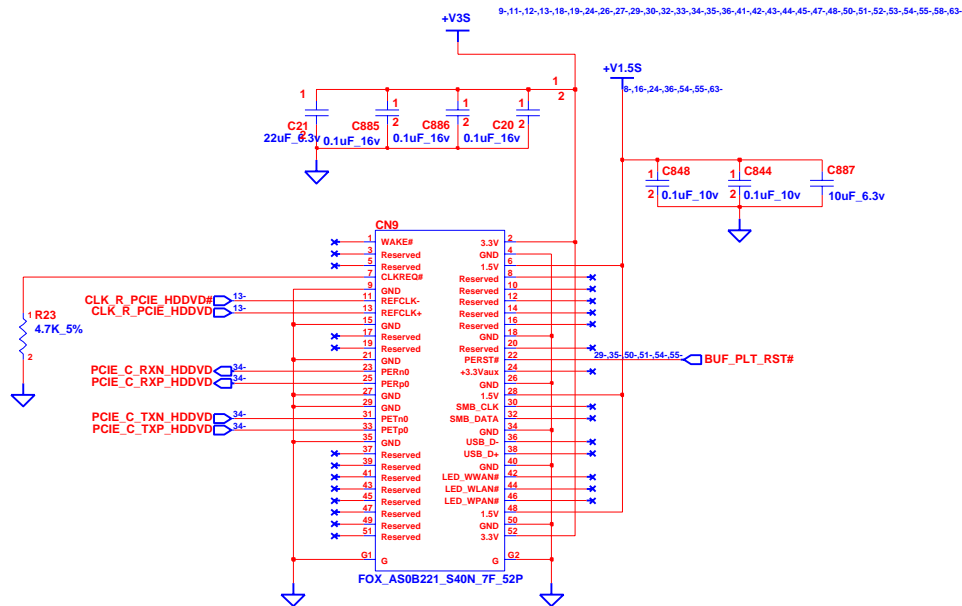 9-,11-,12-,13-,18-,19-,24-,26-,27-,29-,30-,32-,33-,34-,35-,36-,41-,42-,43-,44-,45-,47-,48-,50-,51-,52-,53-,54-,55-,58-,63-
+V3S
+V1.5S
8-,16-,24-,36-,54-,55-,63-
1
2
1
C21
2
22uF_6.3v
1
2
C885
0.1uF_16v
1
2
C886
0.1uF_16v
1
2
C20
0.1uF_16v
1
2
C848
0.1uF_10v
1
2
C844
0.1uF_10v
C887
10uF_6.3v
CN9
1 WAKE# 3.3V 2
3 Reserved GND 4
5 Reserved 1.5V 6
7 CLKREQ# Reserved 8
9 GND Reserved 10
CLK_R_PCIE_HDDVD# 13- 11 REFCLK- Reserved 12
CLK_R_PCIE_HDDVD 13- 13 REFCLK+ Reserved 14
15 GND Reserved 16
17 Reserved GND 18
19 Reserved Reserved 20
21 GND PERST# 22 29-,35-,50-,51-,54-,55- BUF_PLT_RST#
PCIE_C_RXN_HDDVD 34- 23 PERn0 +3.3Vaux 24
PCIE_C_RXP_HDDVD 34- 25 PERp0 GND 26
27 GND 1.5V 28
29 GND SMB_CLK 30
PCIE_C_TXN_HDDVD 34- 31 PETn0 SMB_DATA 32
PCIE_C_TXP_HDDVD 34- 33 PETp0 GND 34
35 GND USB_D- 36
37 Reserved USB_D+ 38
39 Reserved GND 40
41 Reserved LED_WWAN# 42
43 Reserved LED_WLAN# 44
45 Reserved LED_WPAN# 46
47 Reserved 1.5V 48
49 Reserved GND 50
51 Reserved 3.3V 52
G1 G G G2
FOX_AS0B221_S40N_7F_52P
1
R23
4.7K_5%
2